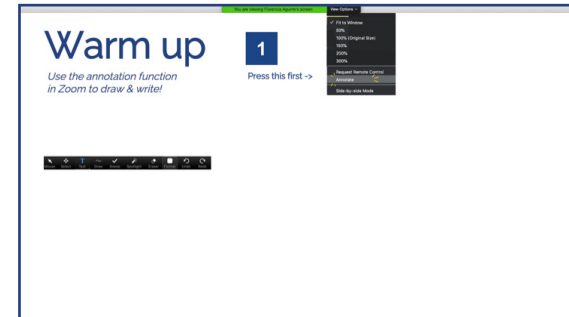 You are viewing Florence Aguirre's screen
View Options
Warm up
Use the annotation function
in Zoom to draw & write!
1
Press this first ->
✓ Fit to Window
50%
100% (Original Size)
150%
200%
300%
Request Remote Control
Annotate
Side-by-side Mode
Mouse Select Text Draw Stamp Spotlight Eraser Format Undo Redo